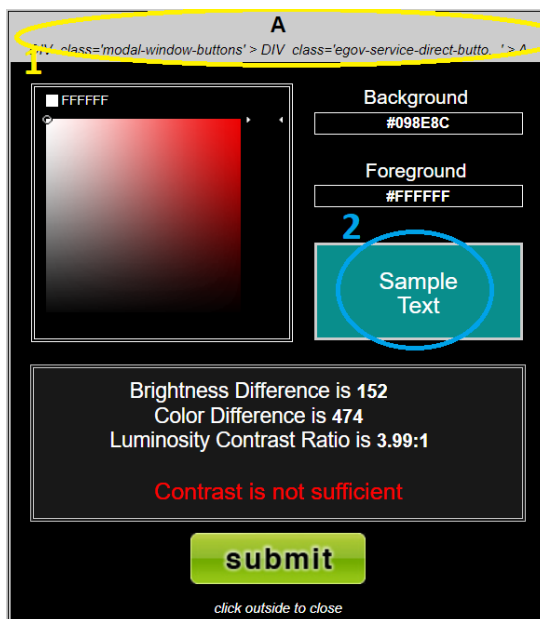 A
DIV class='modal-window-buttons' > DIV class='egov-service-direct-butto. ' > A
1
FFFFFF
Background
#098E8C
Foreground
#FFFFFF
2
Sample
Text
Brightness Difference is 152
Color Difference is 474
Luminosity Contrast Ratio is 3.99:1
Contrast is not sufficient
submit
click outside to close